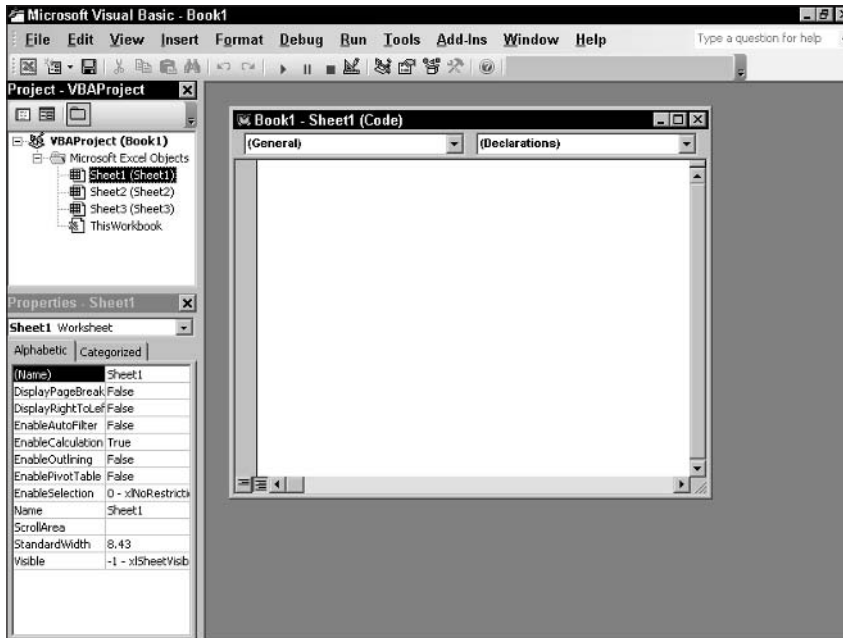 Microsoft Visual Basic - Book1
File Edit View Insert Format Debug Run Tools Add-Ins Window Help
Type a question for help
Project - VBAProject
VBAProject (Book1)
Microsoft Excel Objects
Sheet1 (Sheet1)
Sheet2 (Sheet2)
Sheet3 (Sheet3)
ThisWorkbook
Properties - Sheet1
Sheet1 Worksheet
Alphabetic Categorized
(Name) Sheet1
DisplayPageBreak False
DisplayRightToLef False
EnableAutoFilter False
EnableCalculation True
EnableOutlining False
EnablePivotTable False
EnableSelection 0 - xlNoRestricti
Name Sheet1
ScrollArea
StandardWidth 8.43
Visible -1 - xlSheetVisib
Book1 - Sheet1 (Code)
(General) (Declarations)